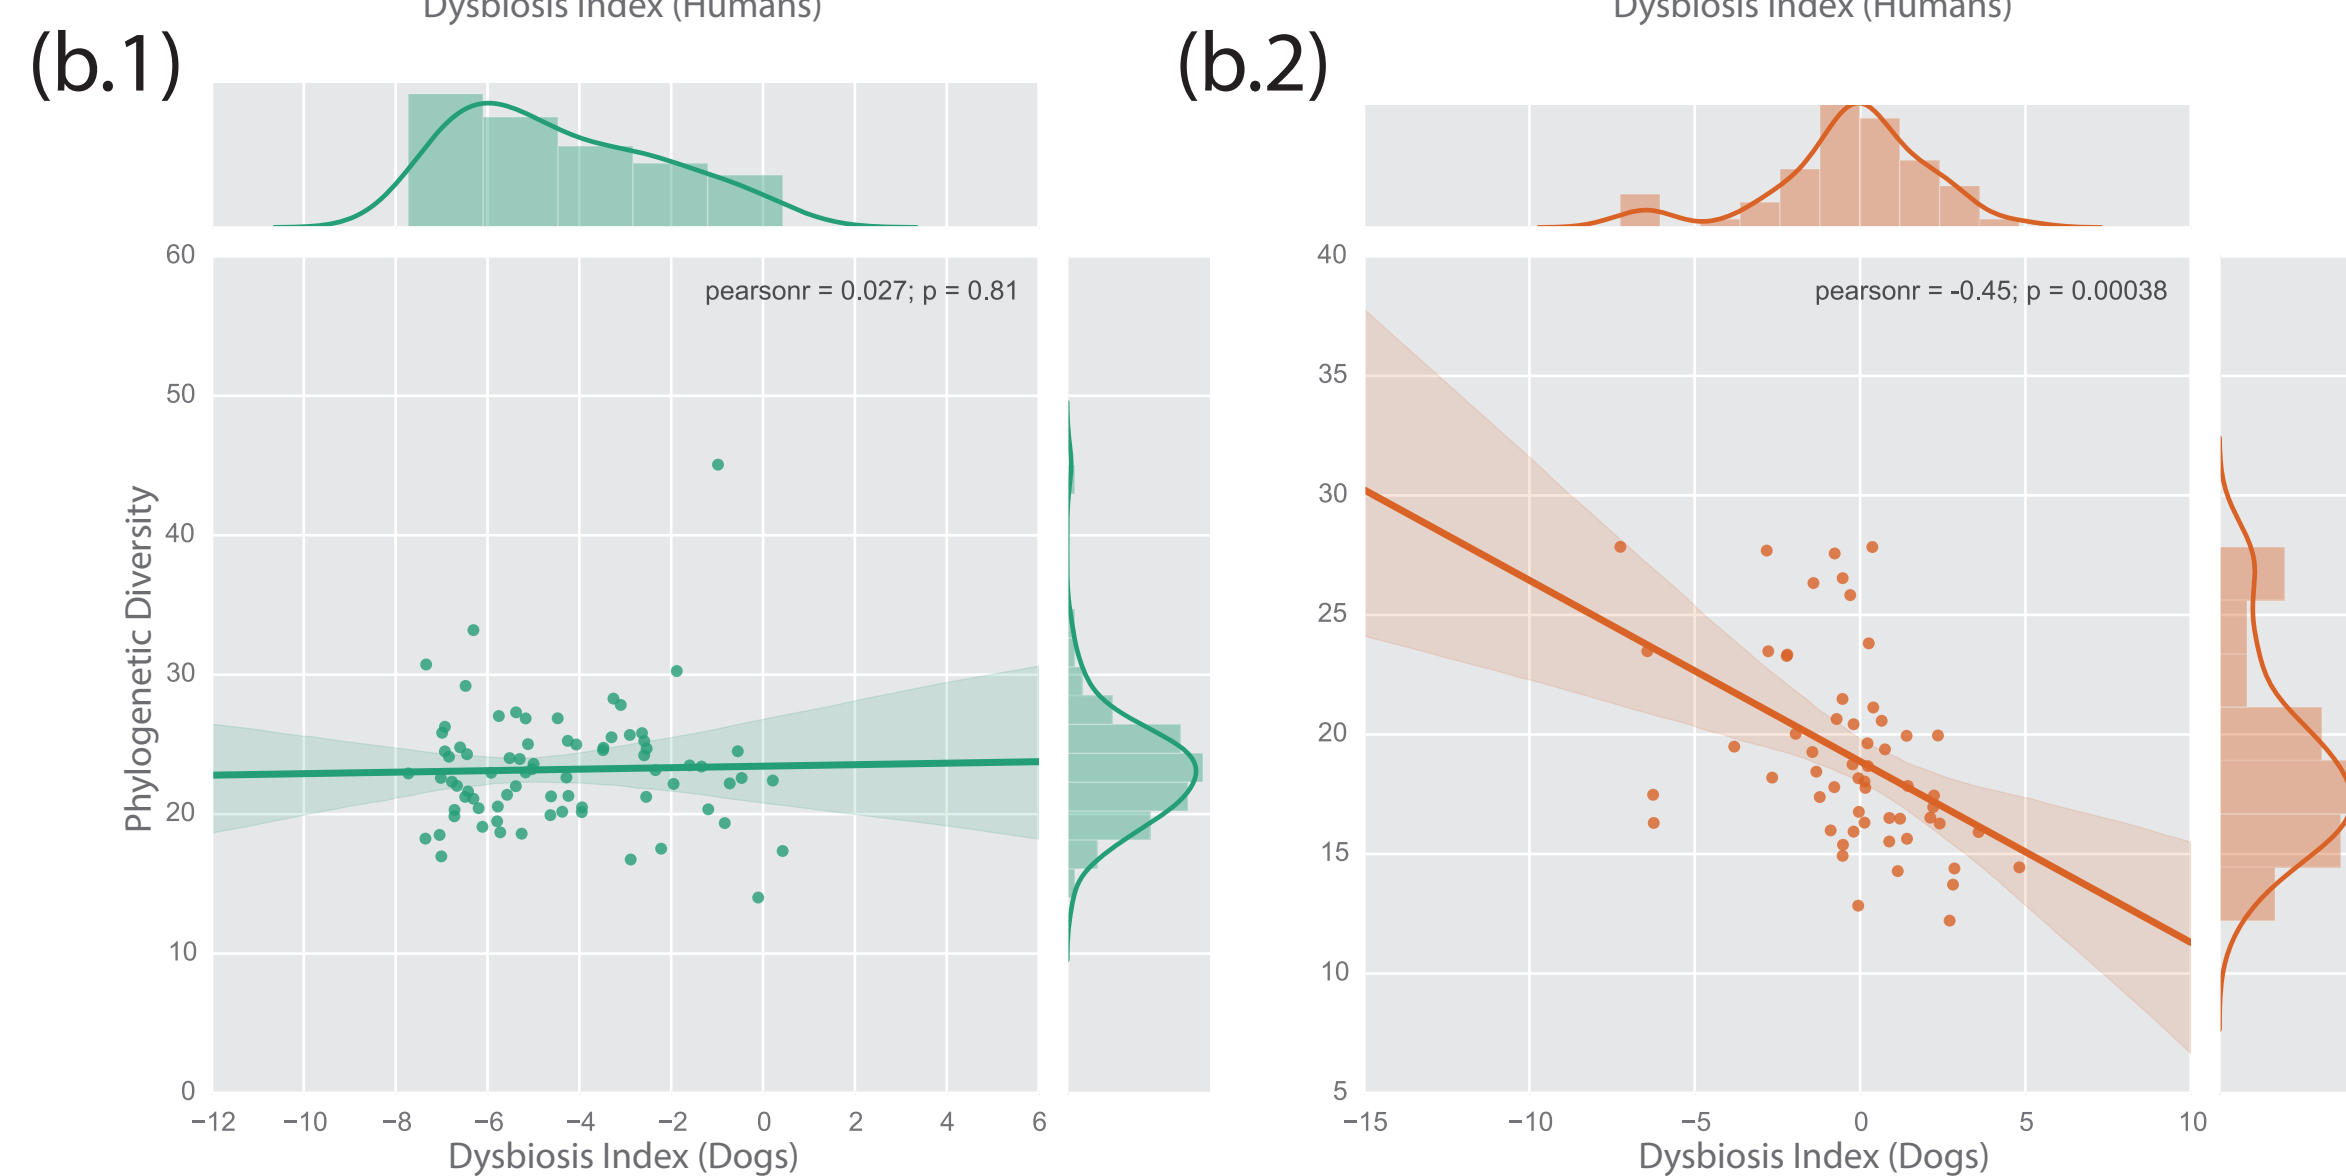 Dysbiosis Index (Humans)
Dysbiosis Index (Humans)
(b.1)
pearsonr = 0.027; p = 0.81
60
50
40
30
20
10
0
Phylogenetic Diversity
−12 −10 −8 −6 −4 −2 0 2 4 6
Dysbiosis Index (Dogs)
(b.2)
pearsonr = -0.45; p = 0.00038
40
35
30
25
20
15
10
5
−15 −10 −5 0 5 10
Dysbiosis Index (Dogs)